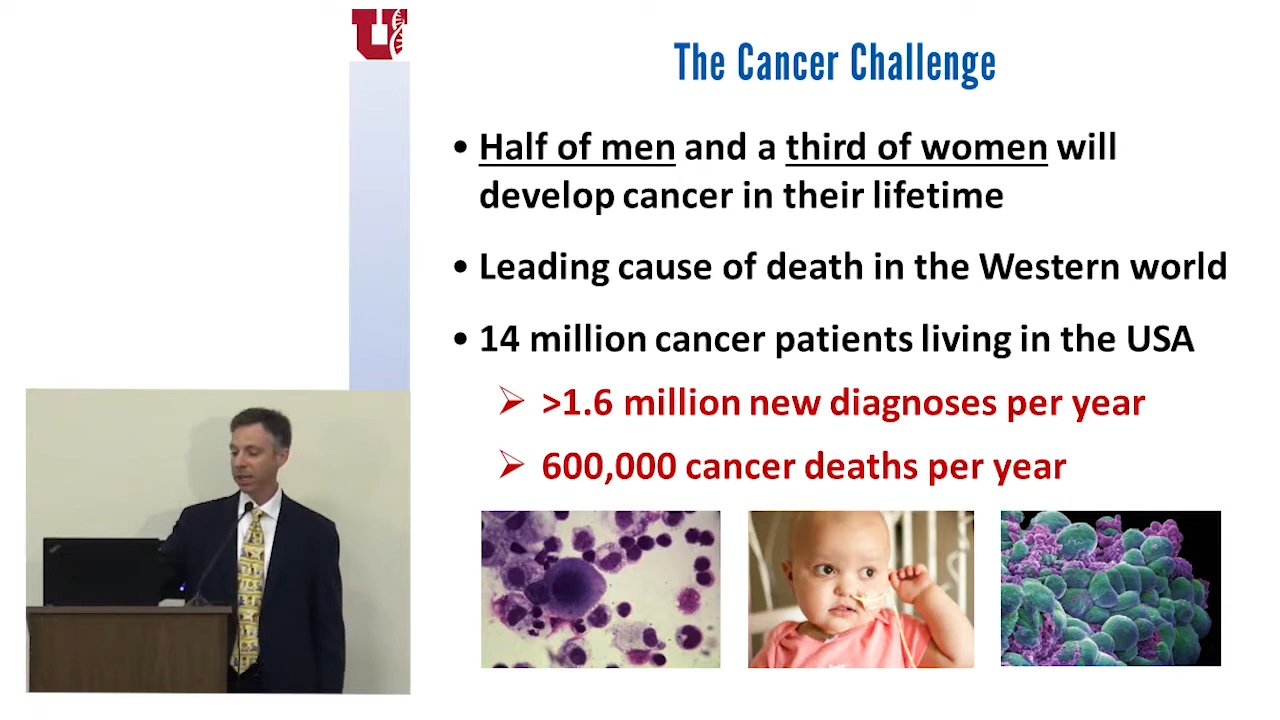 The Cancer Challenge
• Half of men and a third of women will
develop cancer in their lifetime
• Leading cause of death in the Western world
• 14 million cancer patients living in the USA
➢ >1.6 million new diagnoses per year
➢ 600,000 cancer deaths per year